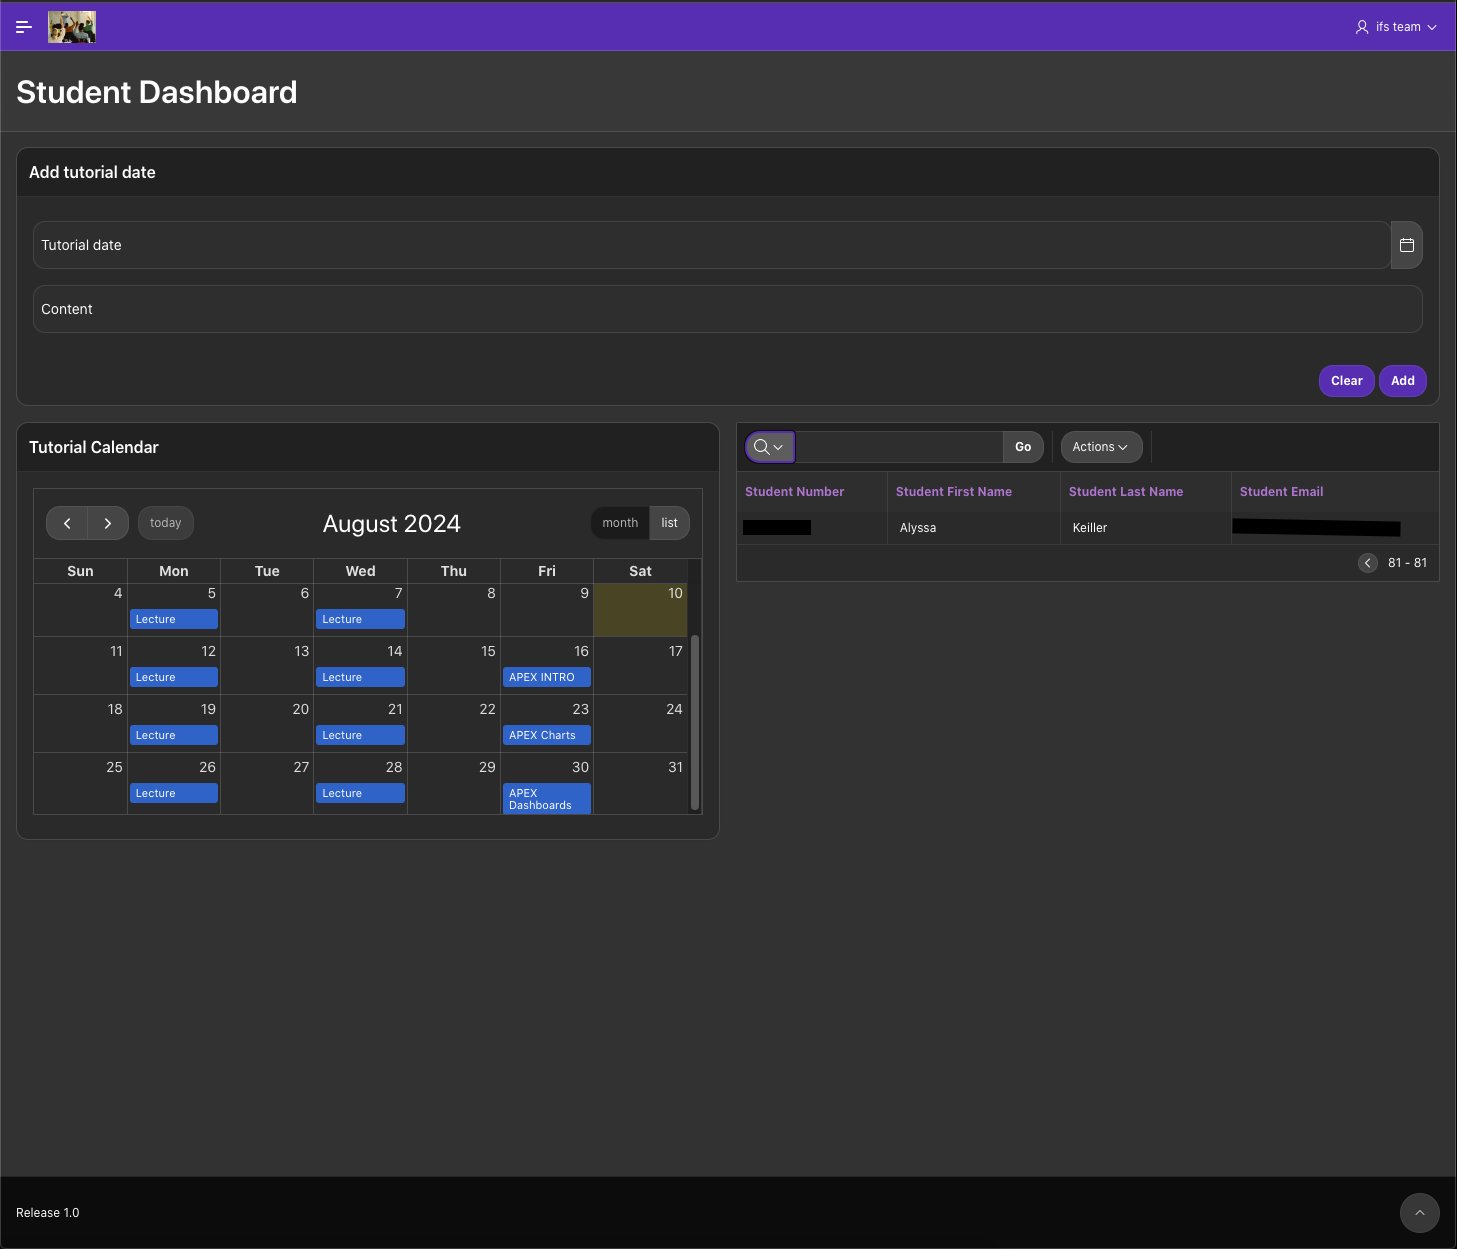 ifs team
Student Dashboard
Add tutorial date
Tutorial date
Content
Clear Add
Tutorial Calendar
today August 2024 month list
Sun Mon Tue Wed Thu Fri Sat
4 5 6 7 8 9 10
Lecture Lecture
11 12 13 14 15 16 17
Lecture Lecture APEX INTRO
18 19 20 21 22 23 24
Lecture Lecture APEX Charts
25 26 27 28 29 30 31
Lecture Lecture APEX
Dashboards
Go Actions
Student Number Student First Name Student Last Name Student Email
Alyssa Keiller
81 - 81
Release 1.0